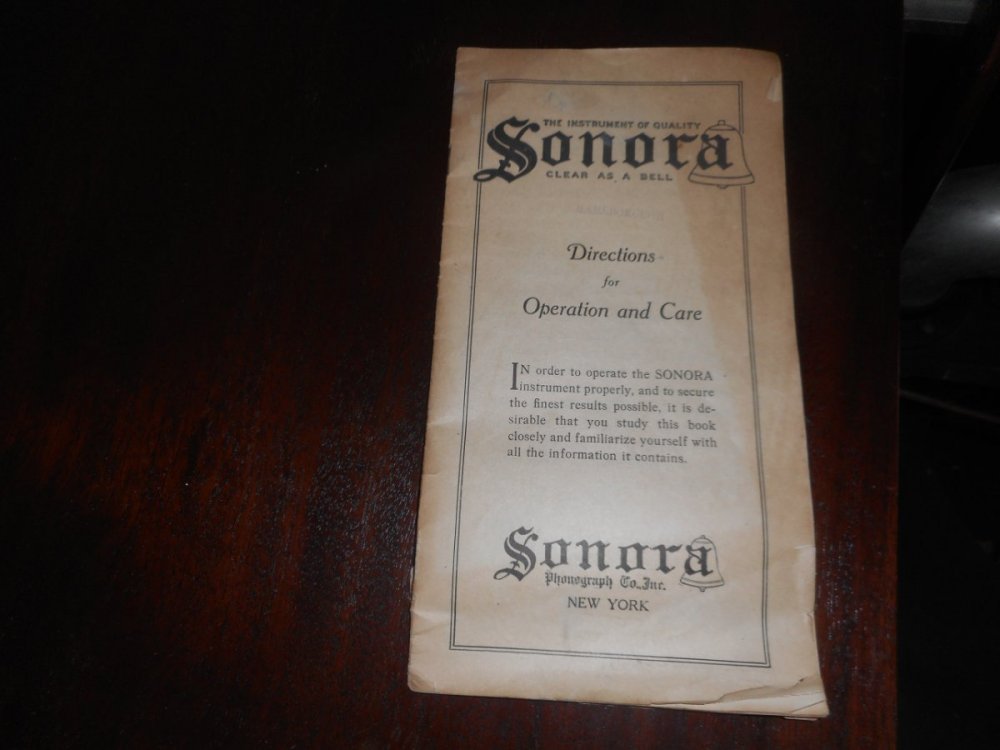 THE INSTRUMENT OF QUALITY
Sonora
CLEAR AS A BELL
Directions
for
Operation and Care
IN order to operate the SONORA
instrument properly, and to secure
the finest results possible, it is de-
sirable that you study this book
closely and familiarize yourself with
all the information it contains.
Sonora
Phonograph Co., Inc.
NEW YORK